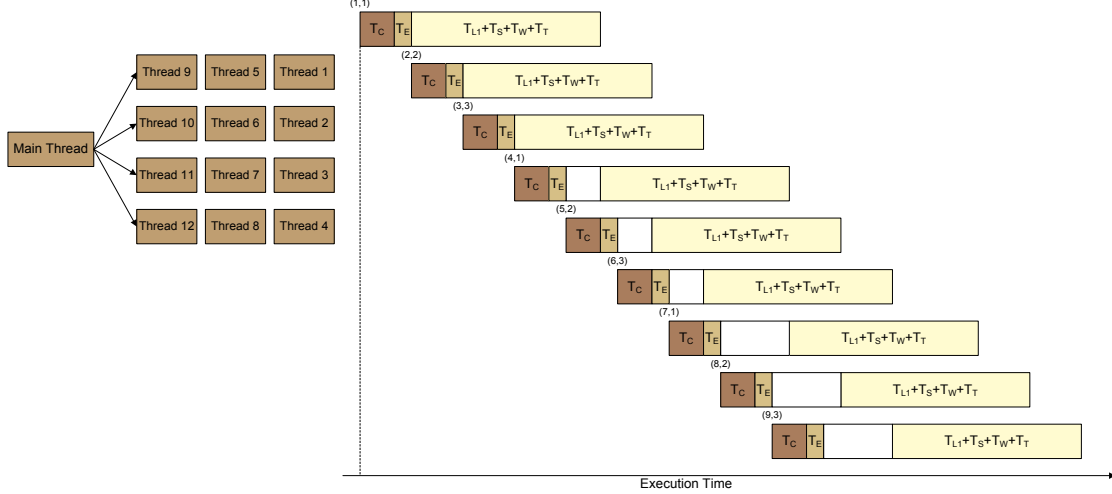 Main Thread
Thread 9 Thread 5 Thread 1
Thread 10 Thread 6 Thread 2
Thread 11 Thread 7 Thread 3
Thread 12 Thread 8 Thread 4
(1,1)
TC TE TL1+TS+TW+TT
(2,2)
TC TE TL1+TS+TW+TT
(3,3)
TC TE TL1+TS+TW+TT
(4,1)
TC TE TL1+TS+TW+TT
(5,2)
TC TE TL1+TS+TW+TT
(6,3)
TC TE TL1+TS+TW+TT
(7,1)
TC TE TL1+TS+TW+TT
(8,2)
TC TE TL1+TS+TW+TT
(9,3)
TC TE TL1+TS+TW+TT
Execution Time